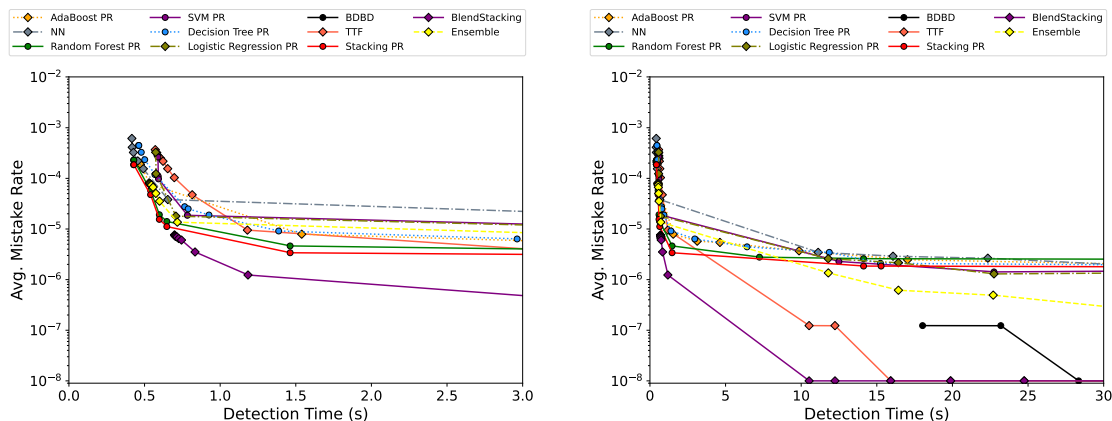 AdaBoost PR SVM PR BDBD BlendStacking
NN Decision Tree PR TTF Ensemble
Random Forest PR Logistic Regression PR Stacking PR
Avg. Mistake Rate
10⁻²
10⁻³
10⁻⁴
10⁻⁵
10⁻⁶
10⁻⁷
10⁻⁸
0.0 0.5 1.0 1.5 2.0 2.5 3.0
Detection Time (s)
AdaBoost PR SVM PR BDBD BlendStacking
NN Decision Tree PR TTF Ensemble
Random Forest PR Logistic Regression PR Stacking PR
Avg. Mistake Rate
10⁻²
10⁻³
10⁻⁴
10⁻⁵
10⁻⁶
10⁻⁷
10⁻⁸
0 5 10 15 20 25 30
Detection Time (s)